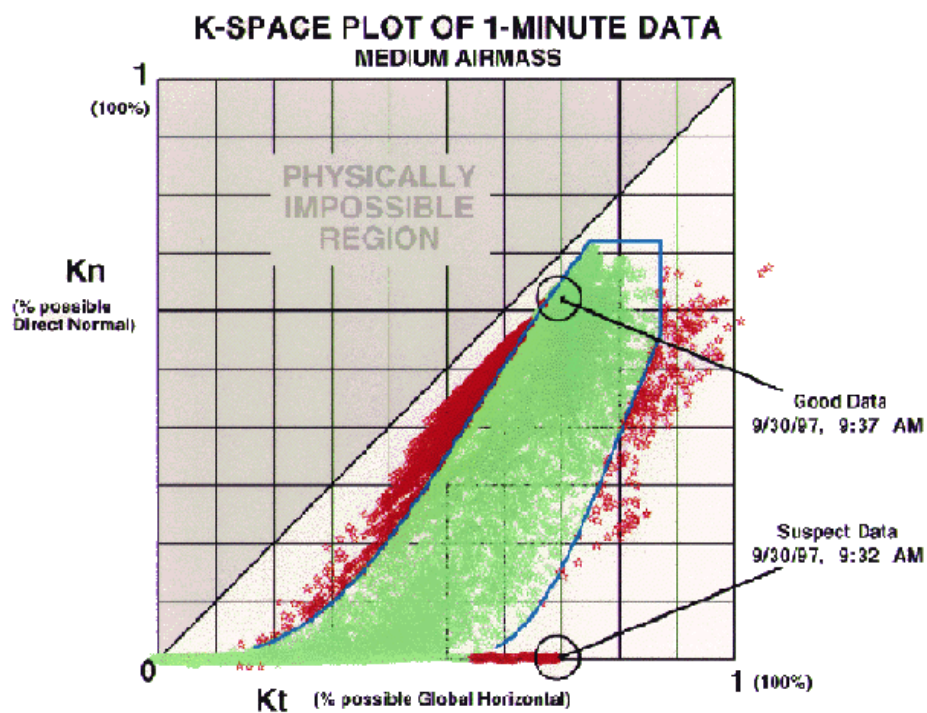 K-SPACE PLOT OF 1-MINUTE DATA
MEDIUM AIRMASS
1
(100%)
PHYSICALLY
IMPOSSIBLE
REGION
Kn
(% possible
Direct Normal)
Good Data
9/30/97, 9:37 AM
Suspect Data
9/30/97, 9:32 AM
0
Kt (% possible Global Horizontal)
1 (100%)